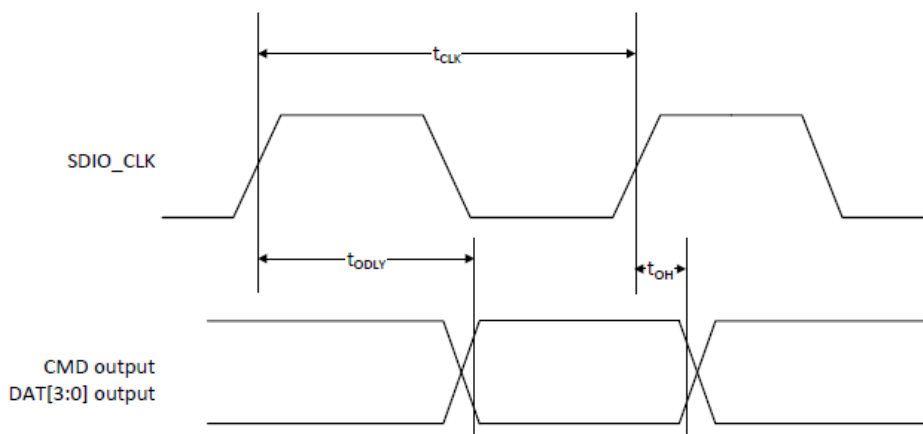 tCLK
SDIO_CLK
tODLY
tOH
CMD output
DAT[3:0] output